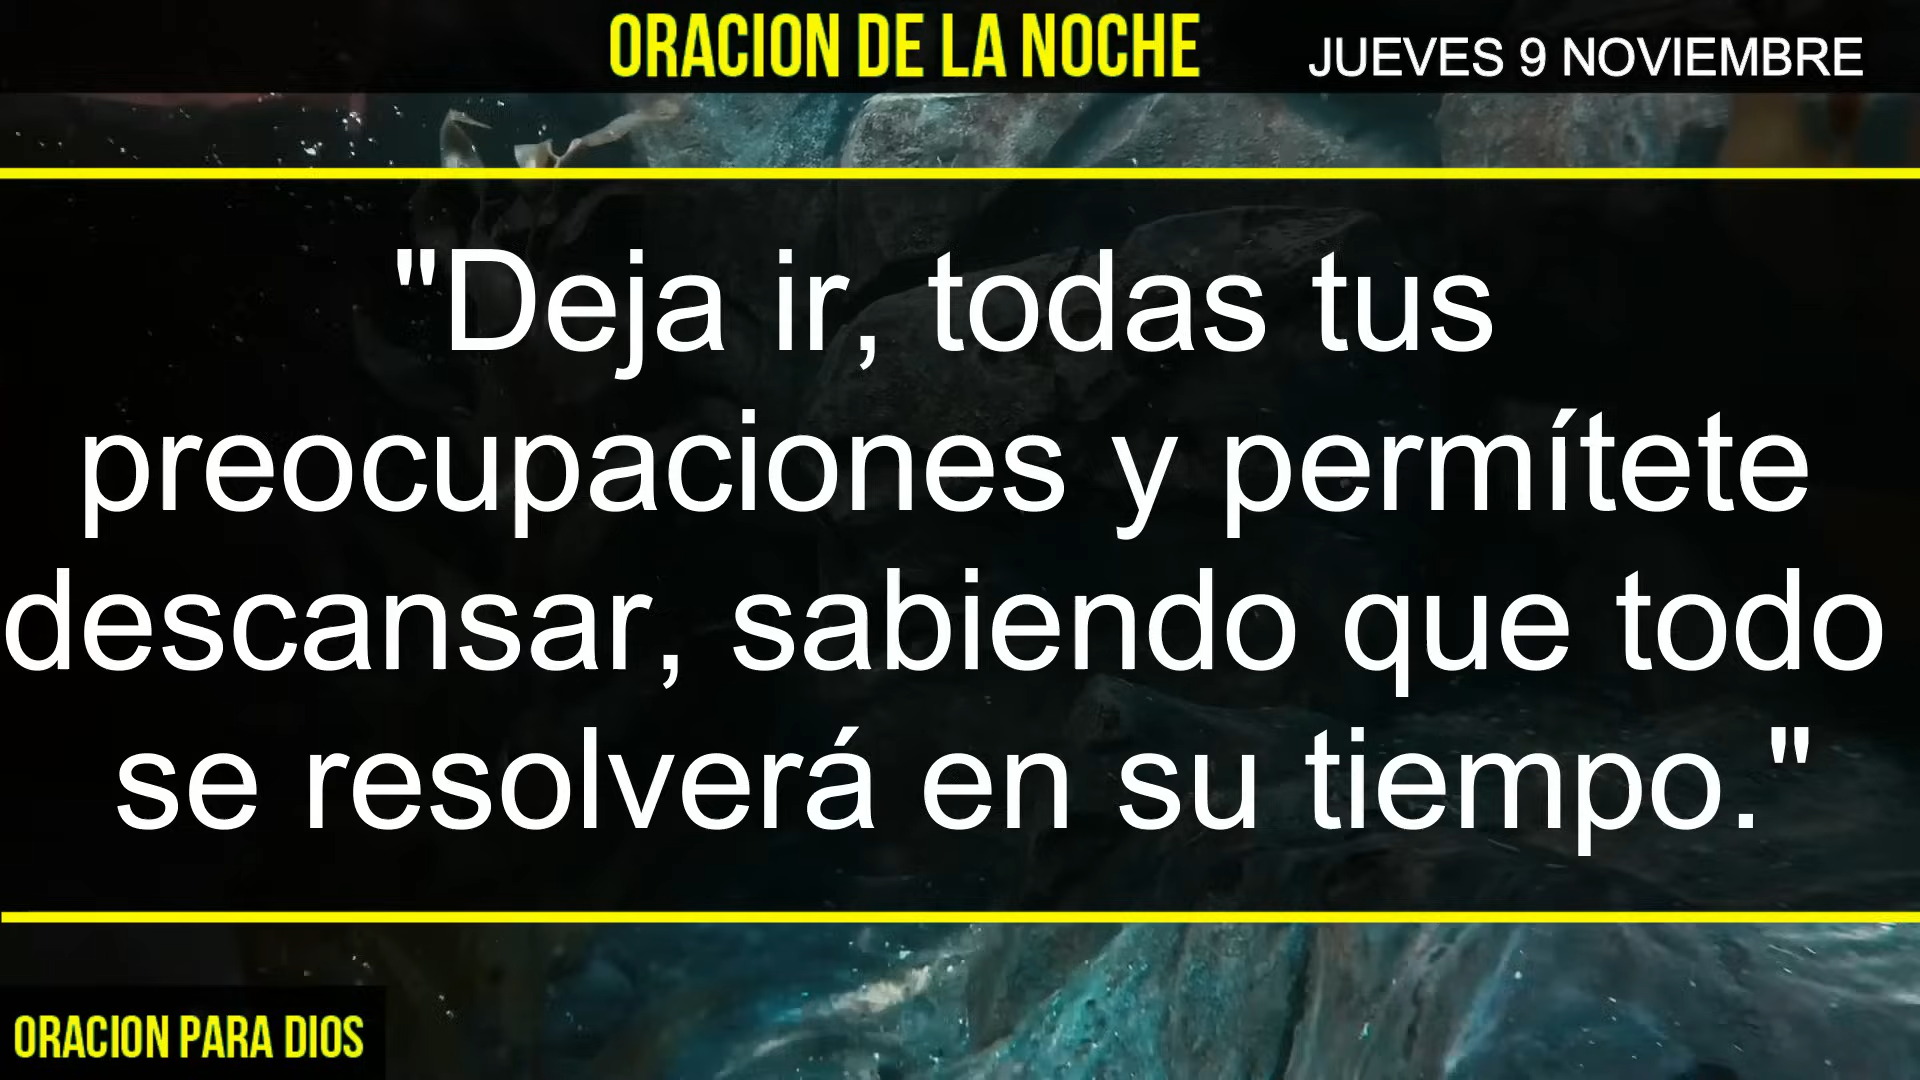 ORACION DE LA NOCHE
JUEVES 9 NOVIEMBRE
"Deja ir, todas tus
preocupaciones y permítete
descansar, sabiendo que todo
se resolverá en su tiempo."
ORACION PARA DIOS